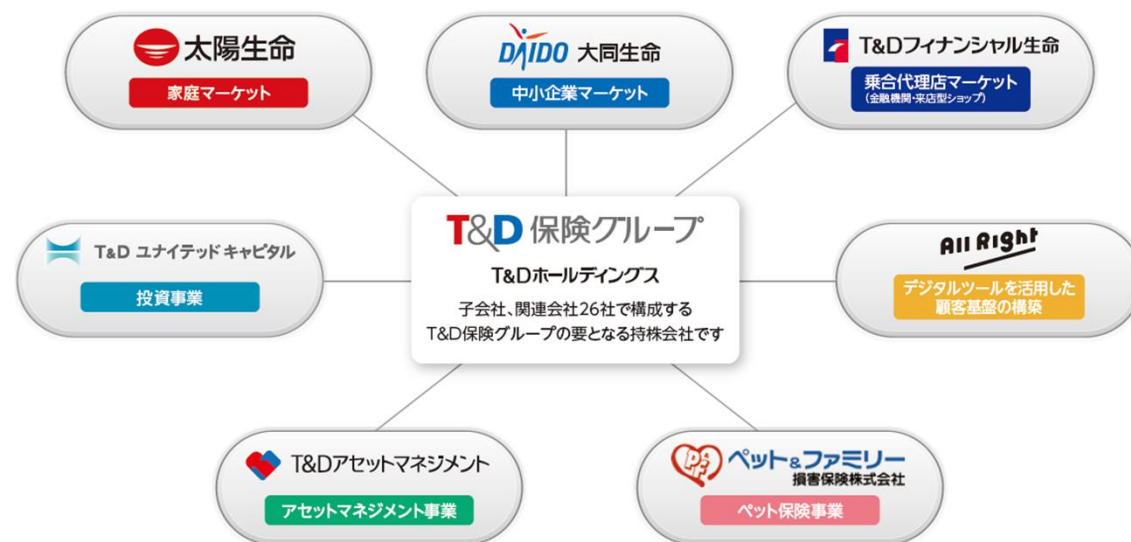 太陽生命
家庭マーケット
DAIDO 大同生命
中小企業マーケット
T&Dフィナンシャル生命
乗合代理店マーケット
(金融機関・来店型ショップ)
T&D 保険グループ
T&Dホールディングス
子会社、関連会社26社で構成する
T&D保険グループの要となる持株会社です
T&D ユナイテッドキャピタル
投資事業
All Right
デジタルツールを活用した
顧客基盤の構築
T&Dアセットマネジメント
アセットマネジメント事業
P&F
ペット&ファミリー
損害保険株式会社
ペット保険事業